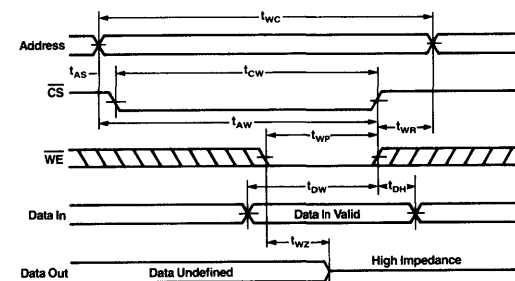 tWC
Address
tAS
tCW
CS
tAW
tWR
tWP
WE
tDW
tDH
Data In
Data In Valid
tWZ
High Impedance
Data Out
Data Undefined